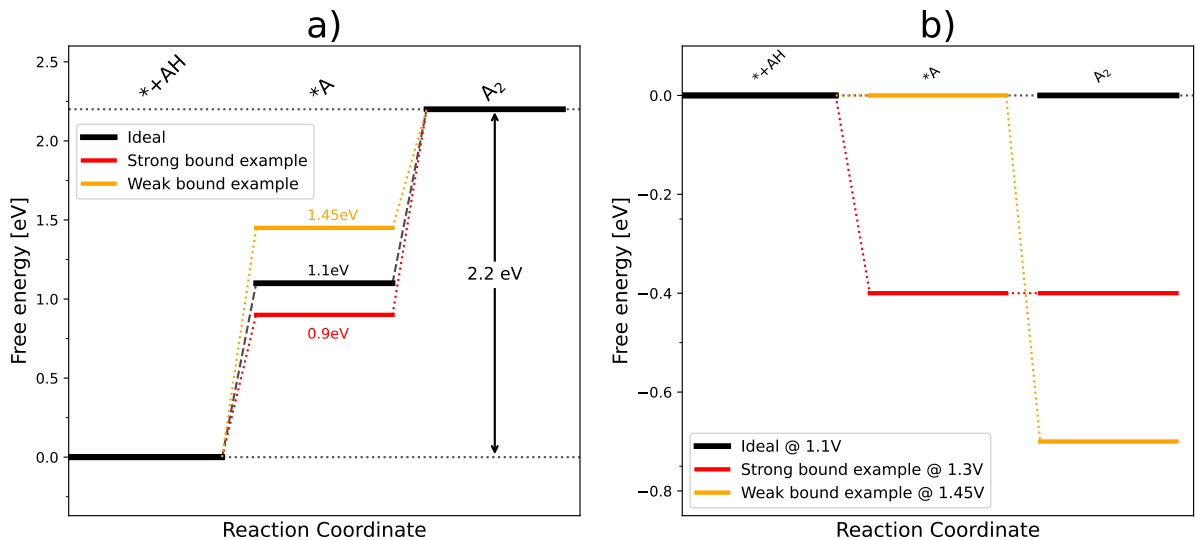 a)
Free energy [eV]
2.5
2.0
1.5
1.0
0.5
0.0
*+AH
*A
A₂
Ideal
Strong bound example
Weak bound example
1.45eV
1.1eV
0.9eV
2.2 eV
Reaction Coordinate
b)
Free energy [eV]
0.0
−0.2
−0.4
−0.6
−0.8
*+AH
*A
A₂
Ideal @ 1.1V
Strong bound example @ 1.3V
Weak bound example @ 1.45V
Reaction Coordinate